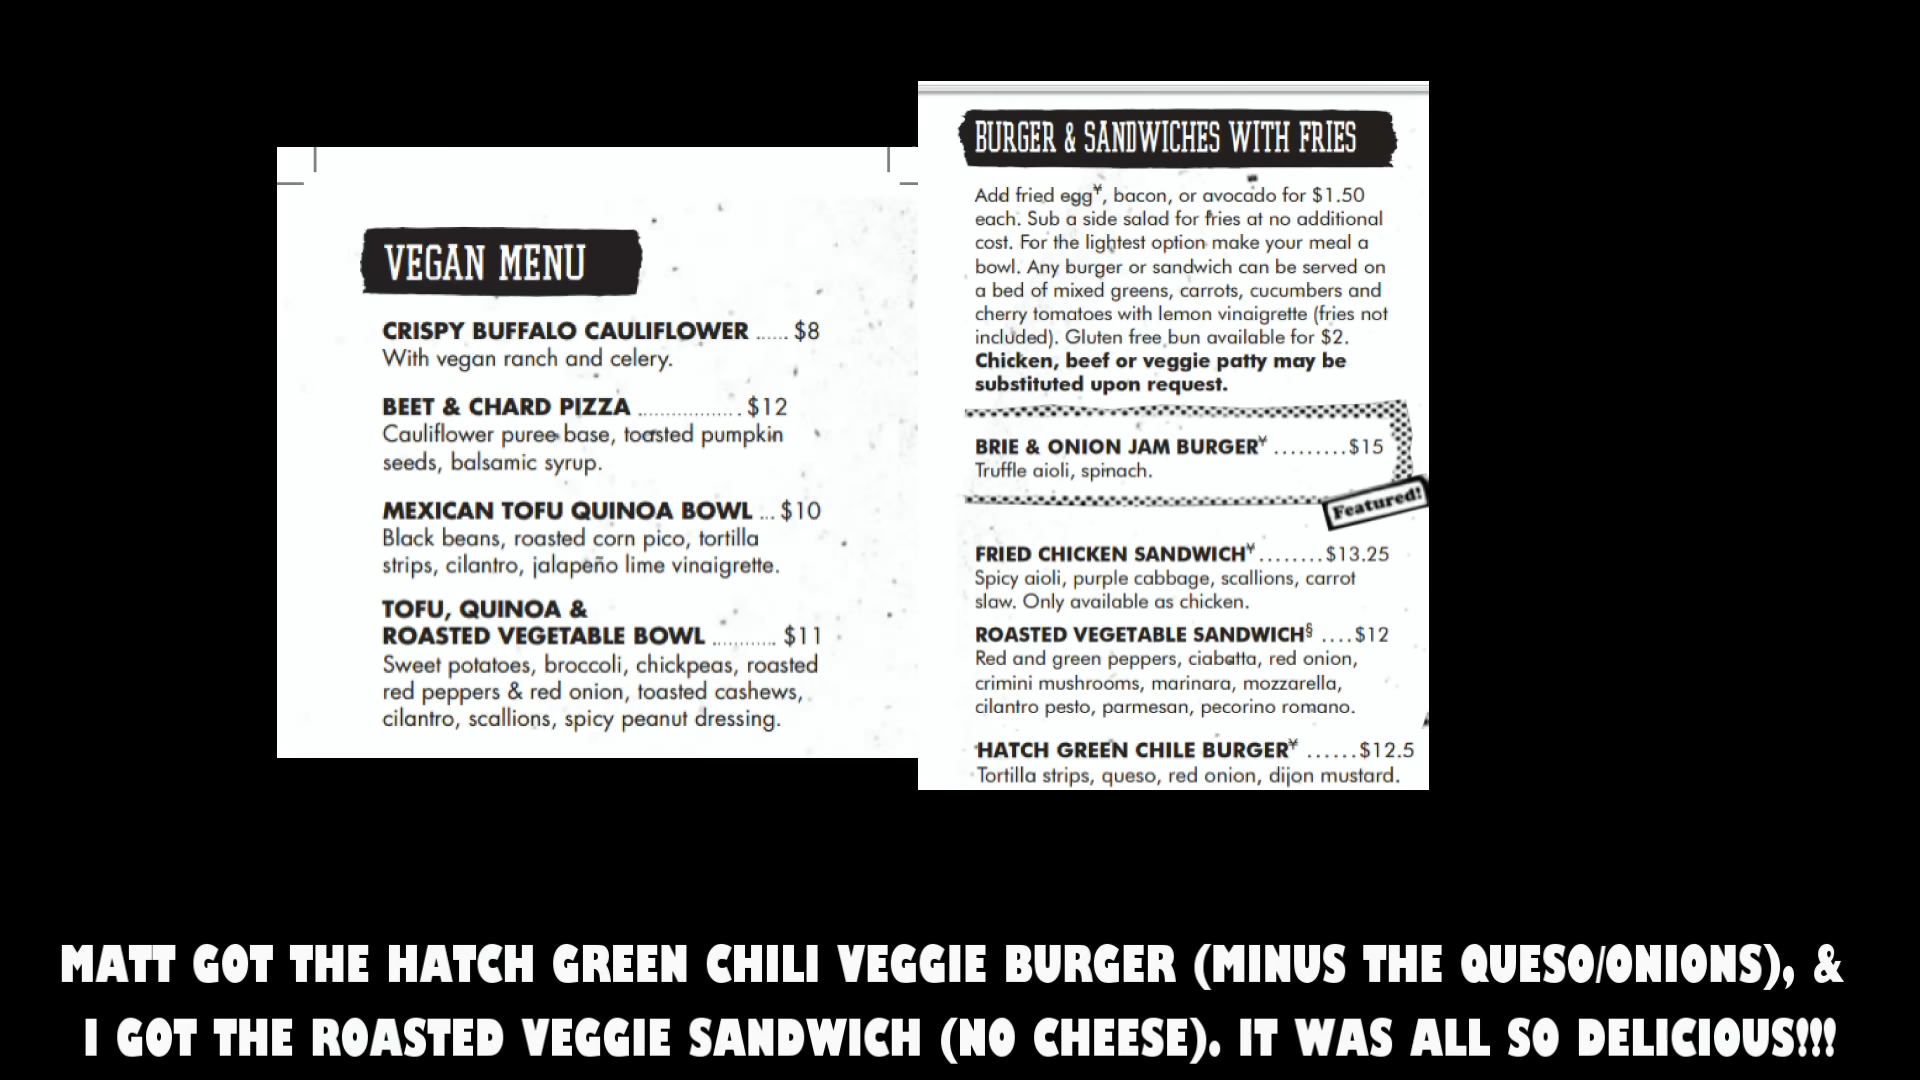 VEGAN MENU
CRISPY BUFFALO CAULIFLOWER ...... $8
With vegan ranch and celery.
BEET & CHARD PIZZA .................. $12
Cauliflower puree base, toasted pumpkin
seeds, balsamic syrup.
MEXICAN TOFU QUINOA BOWL ... $10
Black beans, roasted corn pico, tortilla
strips, cilantro, jalapeño lime vinaigrette.
TOFU, QUINOA &
ROASTED VEGETABLE BOWL ........... $11
Sweet potatoes, broccoli, chickpeas, roasted
red peppers & red onion, toasted cashews,
cilantro, scallions, spicy peanut dressing.
BURGER & SANDWICHES WITH FRIES
Add fried egg¥, bacon, or avocado for $1.50
each. Sub a side salad for fries at no additional
cost. For the lightest option make your meal a
bowl. Any burger or sandwich can be served on
a bed of mixed greens, carrots, cucumbers and
cherry tomatoes with lemon vinaigrette (fries not
included). Gluten free bun available for $2.
Chicken, beef or veggie patty may be
substituted upon request.
BRIE & ONION JAM BURGER¥ .........$15
Truffle aioli, spinach.
Featured!
FRIED CHICKEN SANDWICH¥........$13.25
Spicy aioli, purple cabbage, scallions, carrot
slaw. Only available as chicken.
ROASTED VEGETABLE SANDWICH§ ....$12
Red and green peppers, ciabatta, red onion,
crimini mushrooms, marinara, mozzarella,
cilantro pesto, parmesan, pecorino romano.
HATCH GREEN CHILE BURGER¥ ......$12.5
Tortilla strips, queso, red onion, dijon mustard.
MATT GOT THE HATCH GREEN CHILI VEGGIE BURGER (MINUS THE QUESO/ONIONS), &
I GOT THE ROASTED VEGGIE SANDWICH (NO CHEESE). IT WAS ALL SO DELICIOUS!!!